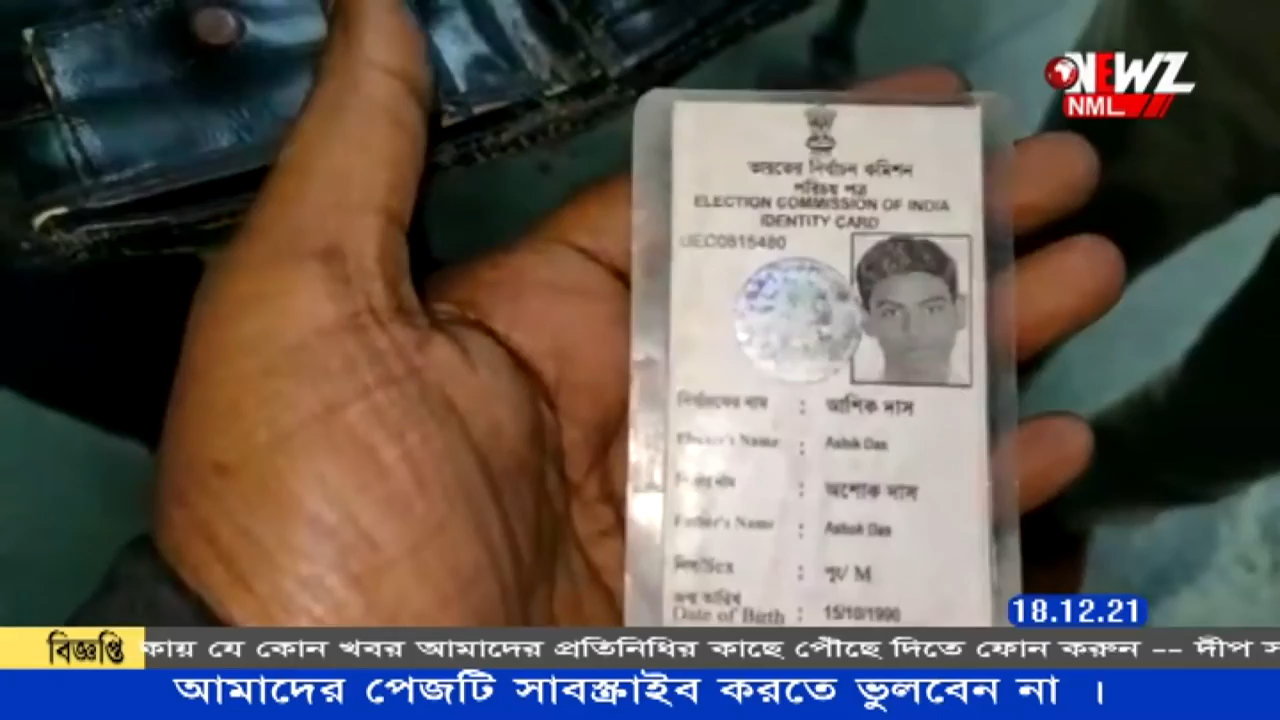 NEWZ
NML
ভারতের নির্বাচন কমিশন
পরিচয় পত্র
ELECTION COMMISSION OF INDIA
IDENTITY CARD
UEC0815480
নির্বাচকের নাম : আশিক দাস
Elector's Name : Ashik Das
পিতার নাম : অশোক দাস
Father's Name : Ashok Das
লিঙ্গ/Sex : পুং/ M
জন্ম তারিখ
Date of Birth : 15/10/1990
18.12.21
বিজ্ঞপ্তি
কায় যে কোন খবর আমাদের প্রতিনিধির কাছে পৌছে দিতে ফোন করুন -- দীপ স
আমাদের পেজটি সাবস্ক্রাইব করতে ভুলবেন না ।